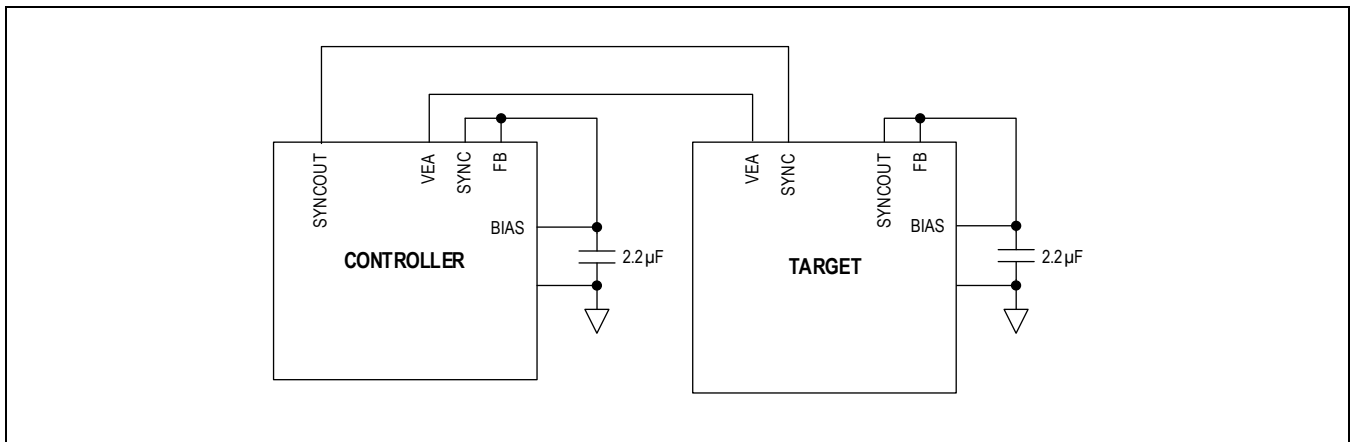 SYNCOUT
VEA
SYNC
FB
BIAS
CONTROLLER
2.2µF
VEA
SYNC
SYNCOUT
FB
BIAS
TARGET
2.2µF